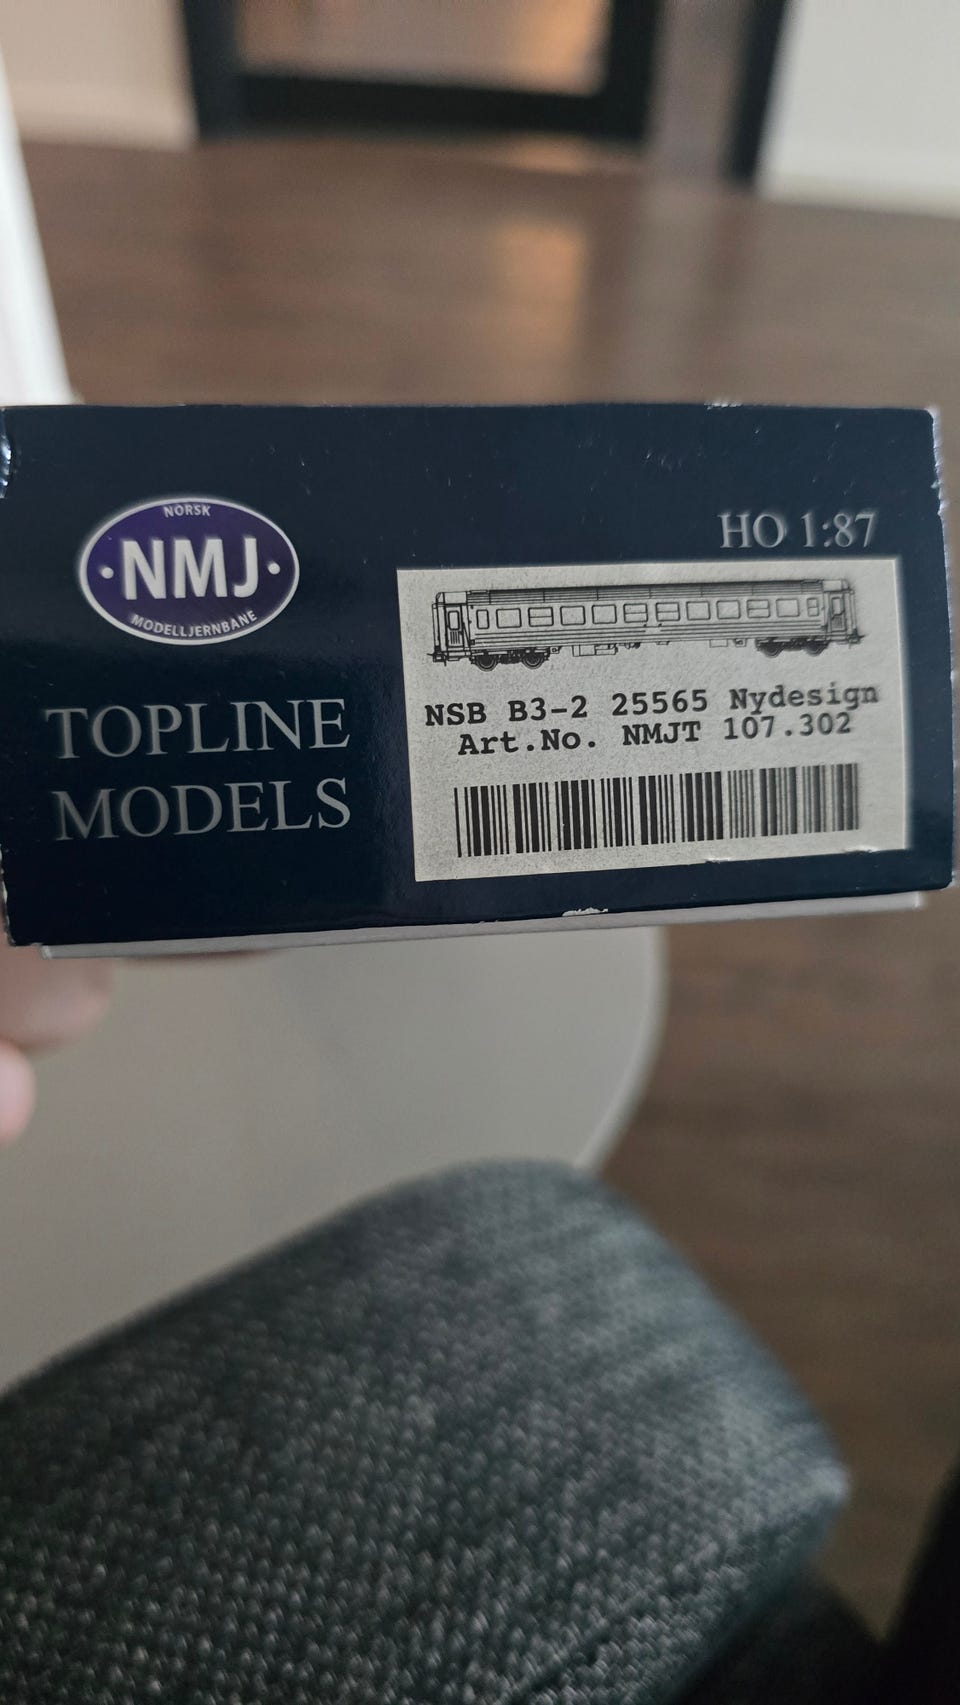 NORSK
·NMJ·
MODELLJERNBANE
TOPLINE
MODELS
HO 1:87
NSB B3-2 25565 Nydesign
Art.No. NMJT 107.302